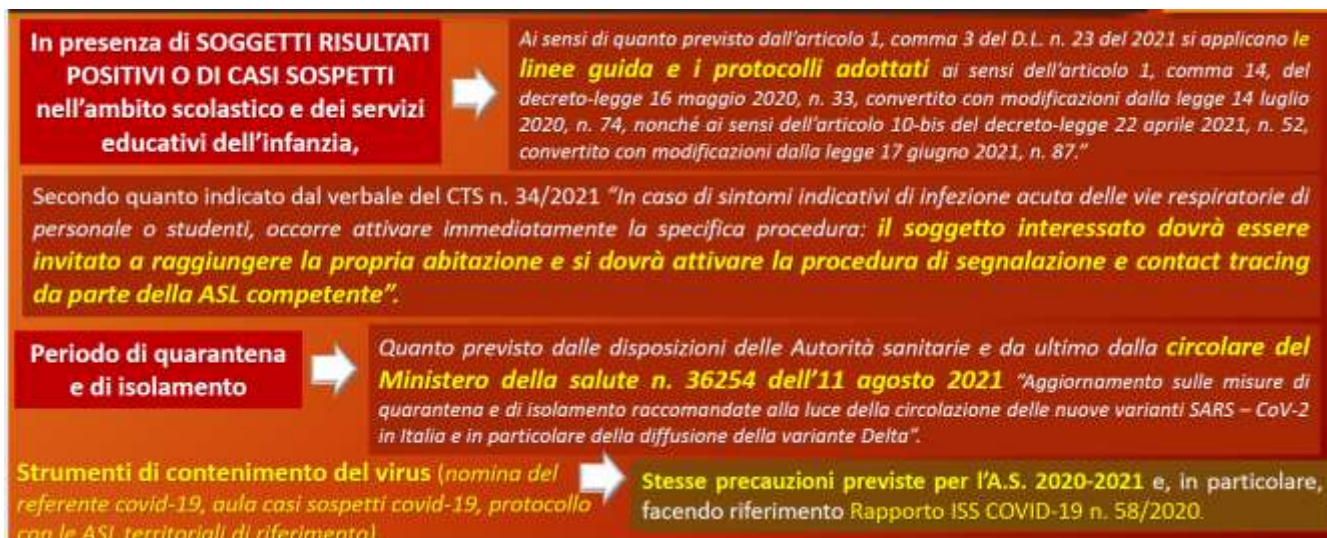 In presenza di SOGGETTI RISULTATI
POSITIVI O DI CASI SOSPETTI
nell'ambito scolastico e dei servizi
educativi dell'infanzia,
Ai sensi di quanto previsto dall'articolo 1, comma 3 del D.L. n. 23 del 2021 si applicano le
linee guida e i protocolli adottati ai sensi dell'articolo 1, comma 14, del
decreto-legge 16 maggio 2020, n. 33, convertito con modificazioni dalla legge 14 luglio
2020, n. 74, nonché ai sensi dell'articolo 10-bis del decreto-legge 22 aprile 2021, n. 52,
convertito con modificazioni dalla legge 17 giugno 2021, n. 87."
Secondo quanto indicato dal verbale del CTS n. 34/2021 "In caso di sintomi indicativi di infezione acuta delle vie respiratorie di
personale o studenti, occorre attivare immediatamente la specifica procedura: il soggetto interessato dovrà essere
invitato a raggiungere la propria abitazione e si dovrà attivare la procedura di segnalazione e contact tracing
da parte della ASL competente".
Periodo di quarantena
e di isolamento
Quanto previsto dalle disposizioni delle Autorità sanitarie e da ultimo dalla circolare del
Ministero della salute n. 36254 dell'11 agosto 2021 "Aggiornamento sulle misure di
quarantena e di isolamento raccomandate alla luce della circolazione delle nuove varianti SARS – CoV-2
in Italia e in particolare della diffusione della variante Delta".
Strumenti di contenimento del virus (nomina del
referente covid-19, aula casi sospetti covid-19, protocollo
con le ASL territoriali di riferimento)
Stesse precauzioni previste per l'A.S. 2020-2021 e, in particolare,
facendo riferimento Rapporto ISS COVID-19 n. 58/2020.